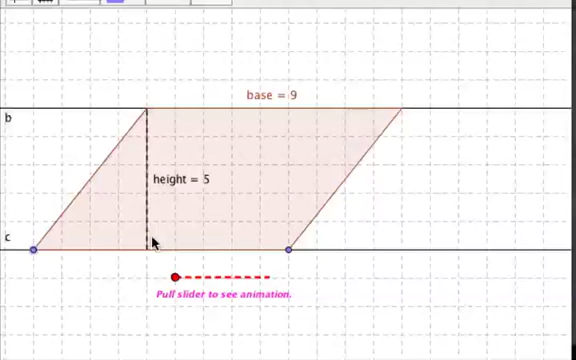 base = 9
b
height = 5
c
Pull slider to see animation.